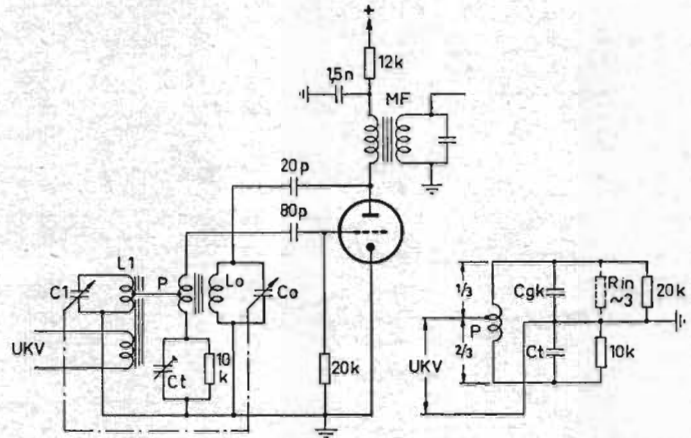 +
12k
1,5n
MF
20p
80p
L1
P
Lo
C1
Co
UKV
Ct
10
k
20k
1/3
Cgk
Rin
~3
20k
P
2/3
UKV
Ct
10k